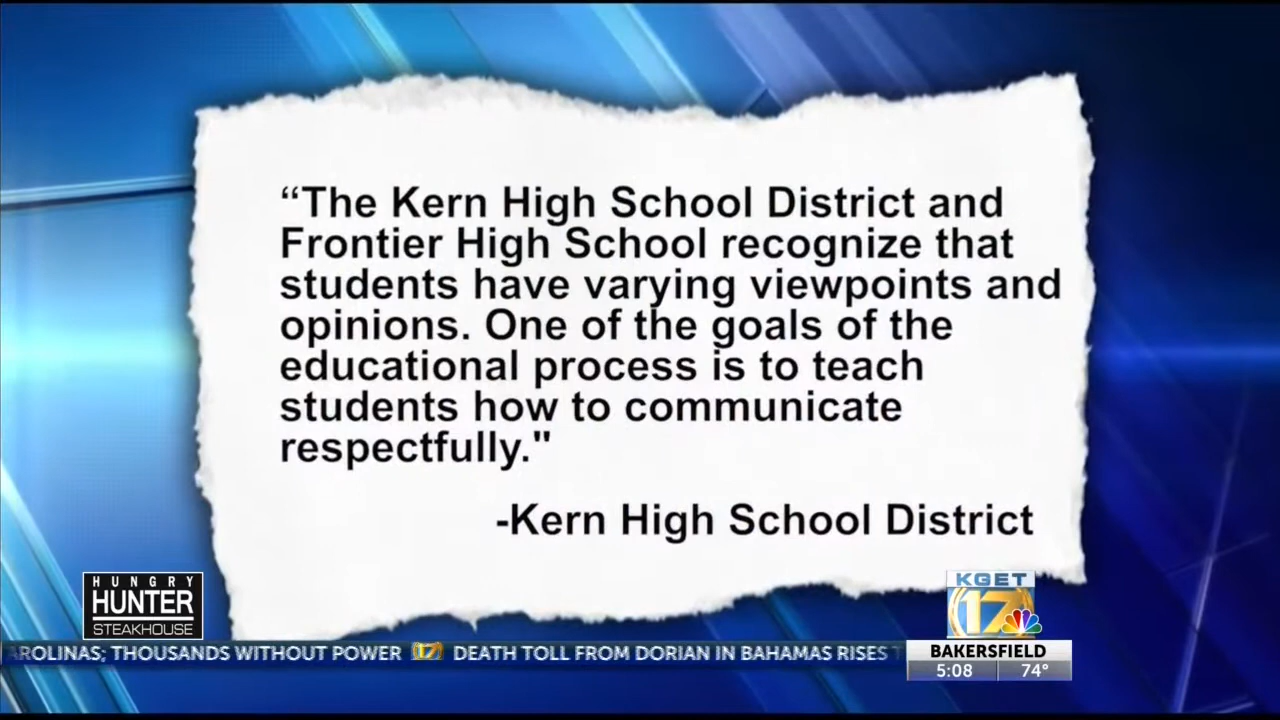 “The Kern High School District and
Frontier High School recognize that
students have varying viewpoints and
opinions. One of the goals of the
educational process is to teach
students how to communicate
respectfully."
-Kern High School District
HUNGRY
HUNTER
STEAKHOUSE
KGET
17
AROLINAS; THOUSANDS WITHOUT POWER 17 DEATH TOLL FROM DORIAN IN BAHAMAS RISES
BAKERSFIELD
5:08 74°